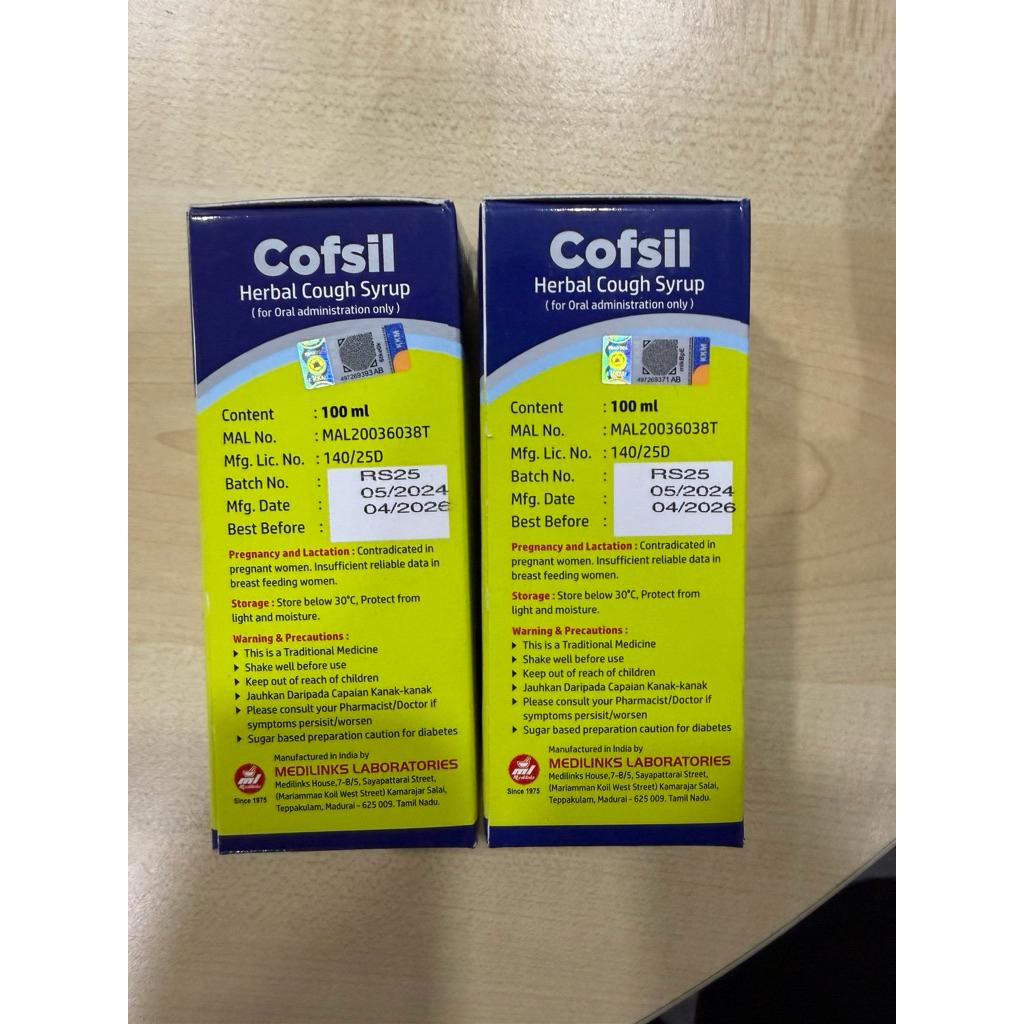 Cofsil
Herbal Cough Syrup
( for Oral administration only )
KKM
497269393 AB
Content : 100 ml
MAL No. : MAL20036038T
Mfg. Lic. No. : 140/25D
Batch No. : RS25
Mfg. Date : 05/2024
Best Before : 04/2026
Pregnancy and Lactation : Contradicated in
pregnant women. Insufficient reliable data in
breast feeding women.
Storage : Store below 30°C, Protect from
light and moisture.
Warning & Precautions :
This is a Traditional Medicine
Shake well before use
Keep out of reach of children
Jauhkan Daripada Capaian Kanak-kanak
Please consult your Pharmacist/Doctor if
symptoms persisit/worsen
Sugar based preparation caution for diabetes
Manufactured in India by
MEDILINKS LABORATORIES
Medilinks House,7-B/5, Sayapattarai Street,
(Mariamman Koil West Street) Kamarajar Salai,
Teppakulam, Madurai - 625 009. Tamil Nadu.
ml
Medilinks
Since 1975
Cofsil
Herbal Cough Syrup
( for Oral administration only )
KKM
497269371 AB
Content : 100 ml
MAL No. : MAL20036038T
Mfg. Lic. No. : 140/25D
Batch No. : RS25
Mfg. Date : 05/2024
Best Before : 04/2026
Pregnancy and Lactation : Contradicated in
pregnant women. Insufficient reliable data in
breast feeding women.
Storage : Store below 30°C, Protect from
light and moisture.
Warning & Precautions :
This is a Traditional Medicine
Shake well before use
Keep out of reach of children
Jauhkan Daripada Capaian Kanak-kanak
Please consult your Pharmacist/Doctor if
symptoms persisit/worsen
Sugar based preparation caution for diabetes
Manufactured in India by
MEDILINKS LABORATORIES
Medilinks House,7-B/5, Sayapattarai Street,
(Mariamman Koil West Street) Kamarajar Salai,
Teppakulam, Madurai - 625 009. Tamil Nadu.
ml
Medilinks
Since 1975